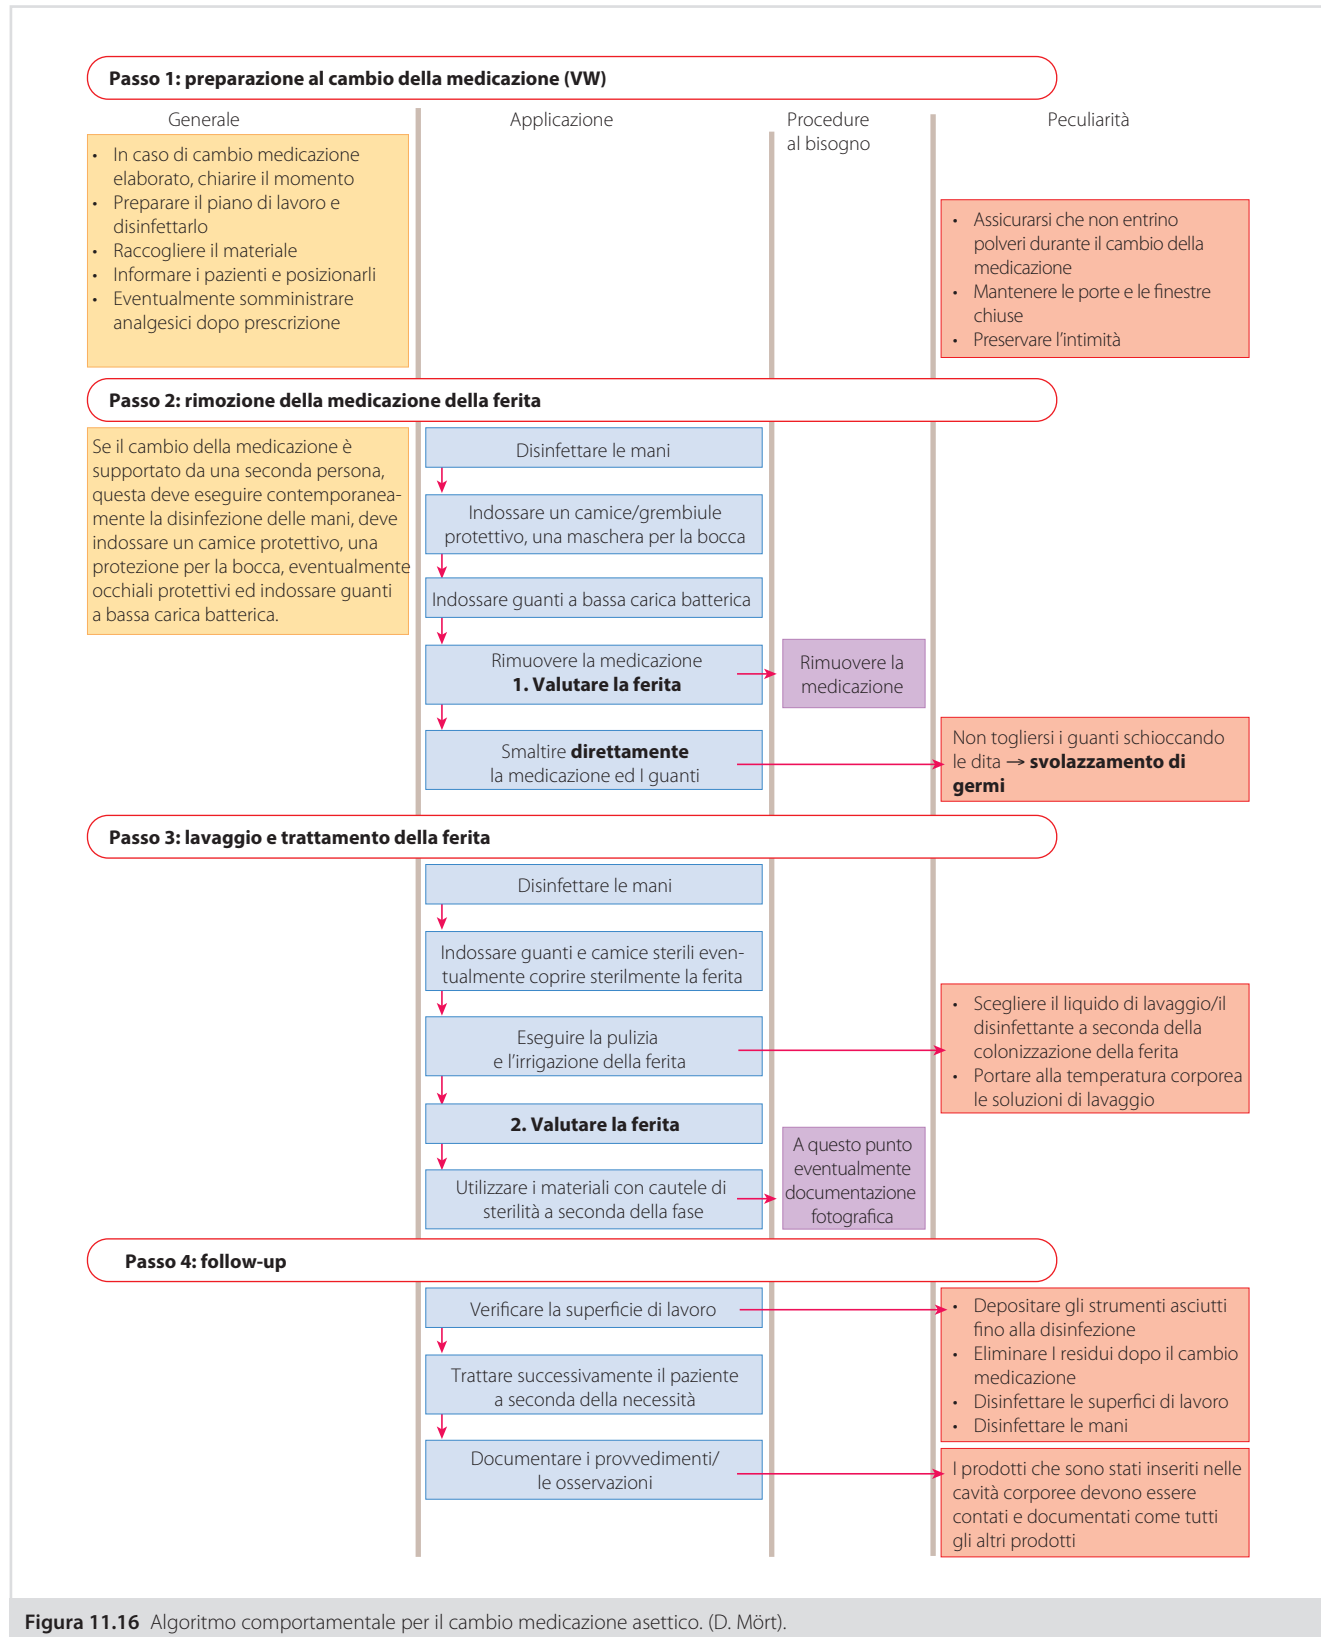 Passo 1: preparazione al cambio della medicazione (VW)
Generale
Applicazione
Procedure
al bisogno
Peculiarità
• In caso di cambio medicazione
elaborato, chiarire il momento
• Preparare il piano di lavoro e
disinfettarlo
• Raccogliere il materiale
• Informare i pazienti e posizionarli
• Eventualmente somministrare
analgesici dopo prescrizione
• Assicurarsi che non entrino
polveri durante il cambio della
medicazione
• Mantenere le porte e le finestre
chiuse
• Preservare l'intimità
Passo 2: rimozione della medicazione della ferita
Se il cambio della medicazione è
supportato da una seconda persona,
questa deve eseguire contemporanea-
mente la disinfezione delle mani, deve
indossare un camice protettivo, una
protezione per la bocca, eventualmente
occhiali protettivi ed indossare guanti
a bassa carica batterica.
Disinfettare le mani
Indossare un camice/grembiule
protettivo, una maschera per la bocca
Indossare guanti a bassa carica batterica
Rimuovere la medicazione
1. Valutare la ferita
Rimuovere la
medicazione
Smaltire direttamente
la medicazione ed I guanti
Non togliersi i guanti schioccando
le dita → svolazzamento di
germi
Passo 3: lavaggio e trattamento della ferita
Disinfettare le mani
Indossare guanti e camice sterili even-
tualmente coprire sterilmente la ferita
Eseguire la pulizia
e l'irrigazione della ferita
• Scegliere il liquido di lavaggio/il
disinfettante a seconda della
colonizzazione della ferita
• Portare alla temperatura corporea
le soluzioni di lavaggio
2. Valutare la ferita
Utilizzare i materiali con cautele di
sterilità a seconda della fase
A questo punto
eventualmente
documentazione
fotografica
Passo 4: follow-up
Verificare la superficie di lavoro
• Depositare gli strumenti asciutti
fino alla disinfezione
• Eliminare I residui dopo il cambio
medicazione
• Disinfettare le superfici di lavoro
• Disinfettare le mani
Trattare successivamente il paziente
a seconda della necessità
Documentare i provvedimenti/
le osservazioni
I prodotti che sono stati inseriti nelle
cavità corporee devono essere
contati e documentati come tutti
gli altri prodotti
Figura 11.16 Algoritmo comportamentale per il cambio medicazione asettico. (D. Mört).